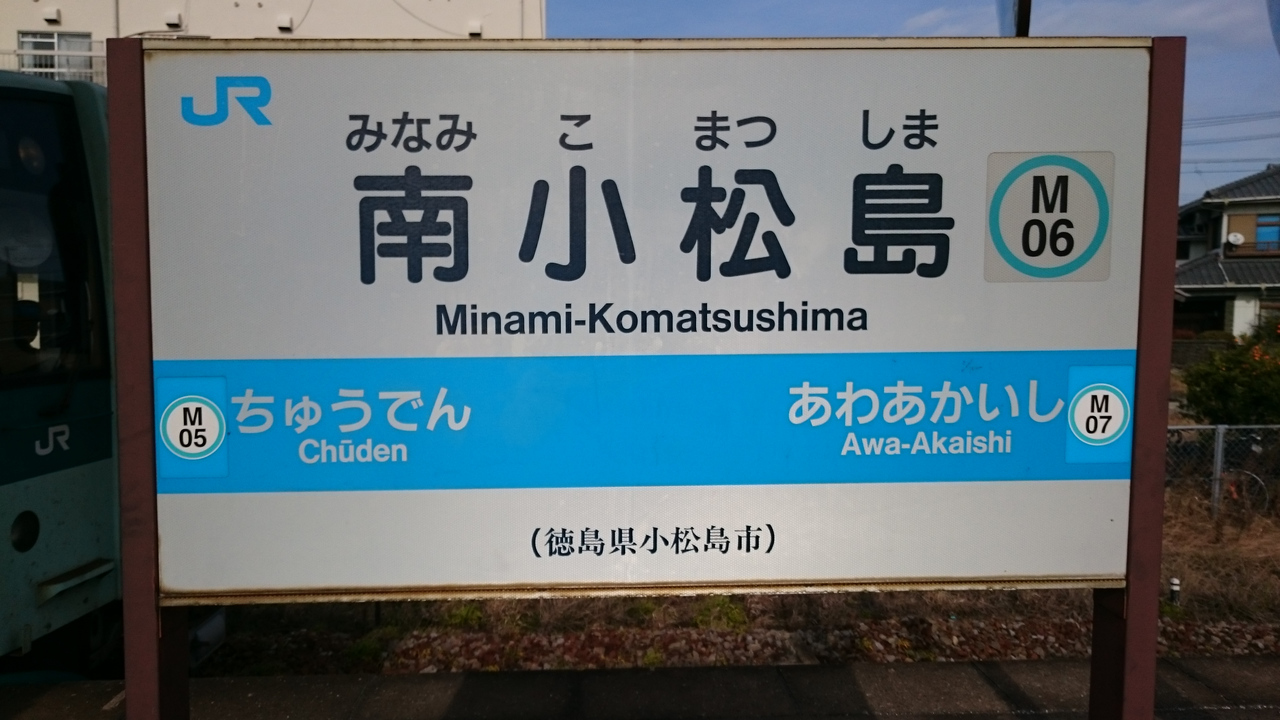 JR
みなみ こ まつ しま
南小松島
M
06
Minami-Komatsushima
M
05
ちゅうでん
Chūden
あわあかいし
Awa-Akaishi
M
07
(徳島県小松島市)
JR